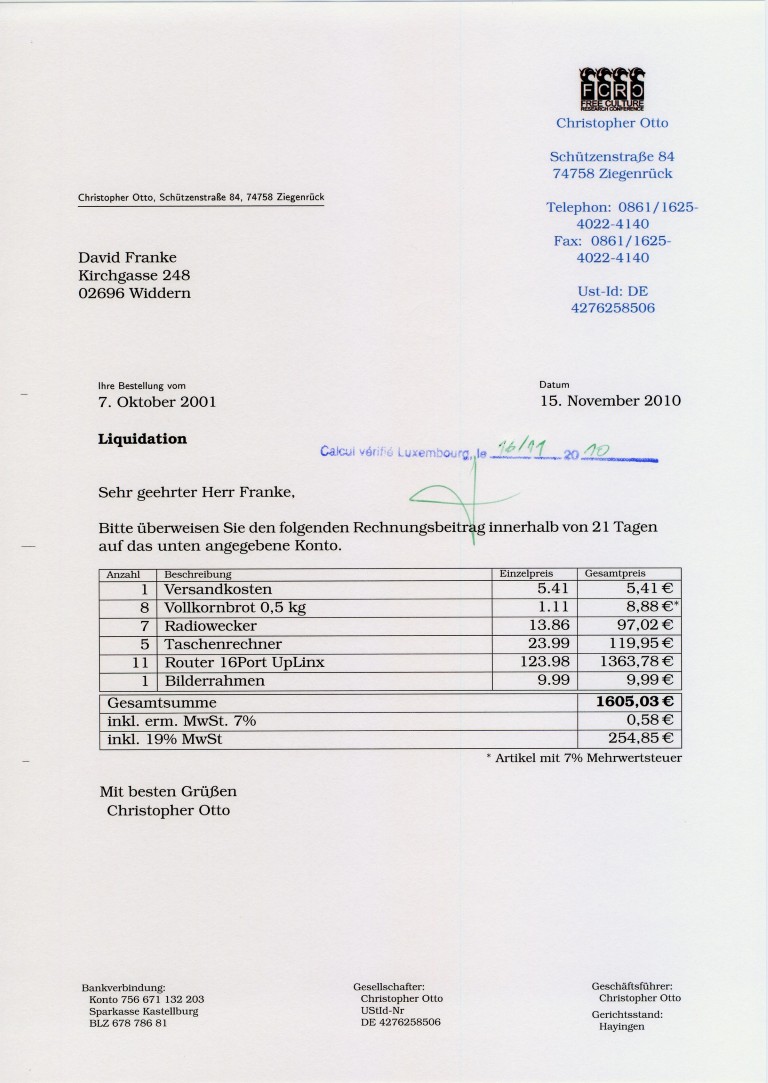 FCRC
FREE CULTURE
RESEARCH CONFERENCE
Christopher Otto
Schützenstraße 84
74758 Ziegenrück
Telephon: 0861/1625-
4022-4140
Fax: 0861/1625-
4022-4140
Ust-Id: DE
4276258506
Christopher Otto, Schützenstraße 84, 74758 Ziegenrück
David Franke
Kirchgasse 248
02696 Widdern
Ihre Bestellung vom Datum
7. Oktober 2001 15. November 2010
Liquidation
Calcul vérifié Luxembourg, le 16/11 2010
Sehr geehrter Herr Franke,
Bitte überweisen Sie den folgenden Rechnungsbeitrag innerhalb von 21 Tagen
auf das unten angegebene Konto.
Anzahl Beschreibung Einzelpreis Gesamtpreis
1 Versandkosten 5.41 5,41 €
8 Vollkornbrot 0,5 kg 1.11 8,88 €*
7 Radiowecker 13.86 97,02 €
5 Taschenrechner 23.99 119,95 €
11 Router 16Port UpLinx 123.98 1363,78 €
1 Bilderrahmen 9.99 9,99 €
Gesamtsumme 1605,03 €
inkl. erm. MwSt. 7% 0,58 €
inkl. 19% MwSt 254,85 €
* Artikel mit 7% Mehrwertsteuer
Mit besten Grüßen
Christopher Otto
Bankverbindung:
Konto 756 671 132 203
Sparkasse Kastellburg
BLZ 678 786 81
Gesellschafter:
Christopher Otto
UStId-Nr
DE 4276258506
Geschäftsführer:
Christopher Otto
Gerichtsstand:
Hayingen